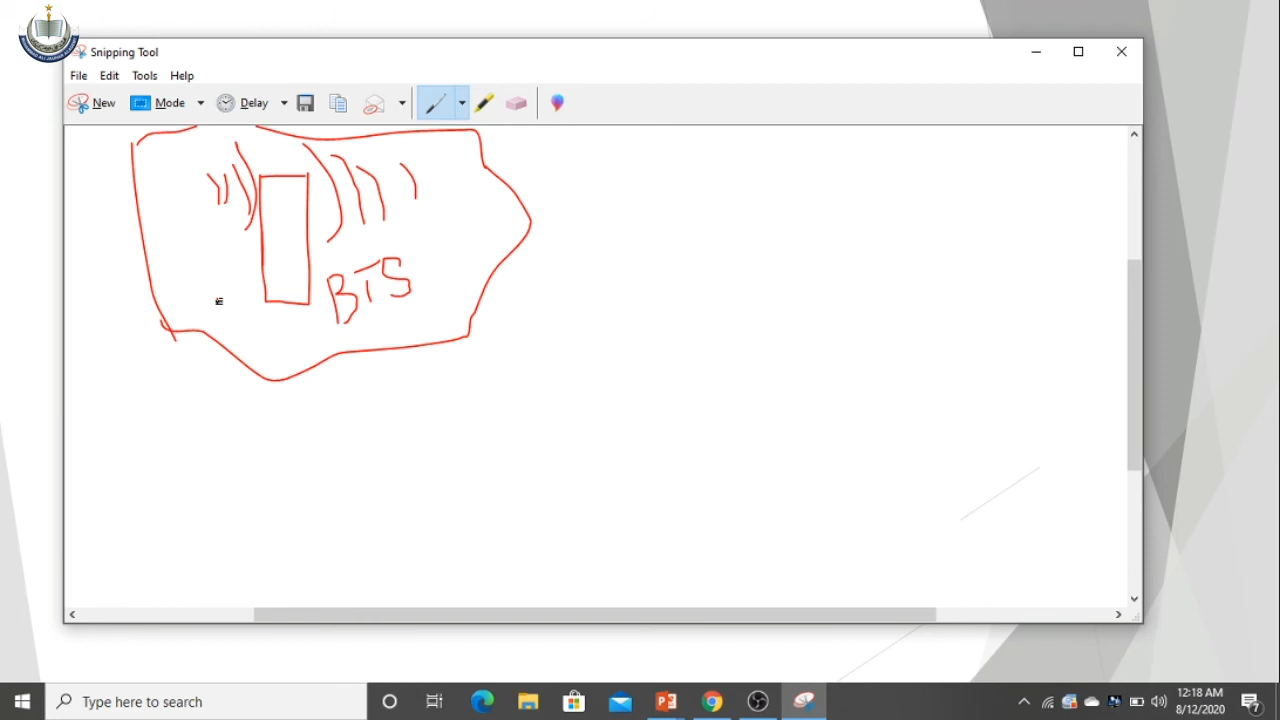 Snipping Tool
File Edit Tools Help
New Mode Delay
BTS
Type here to search
12:18 AM
8/12/2020
7